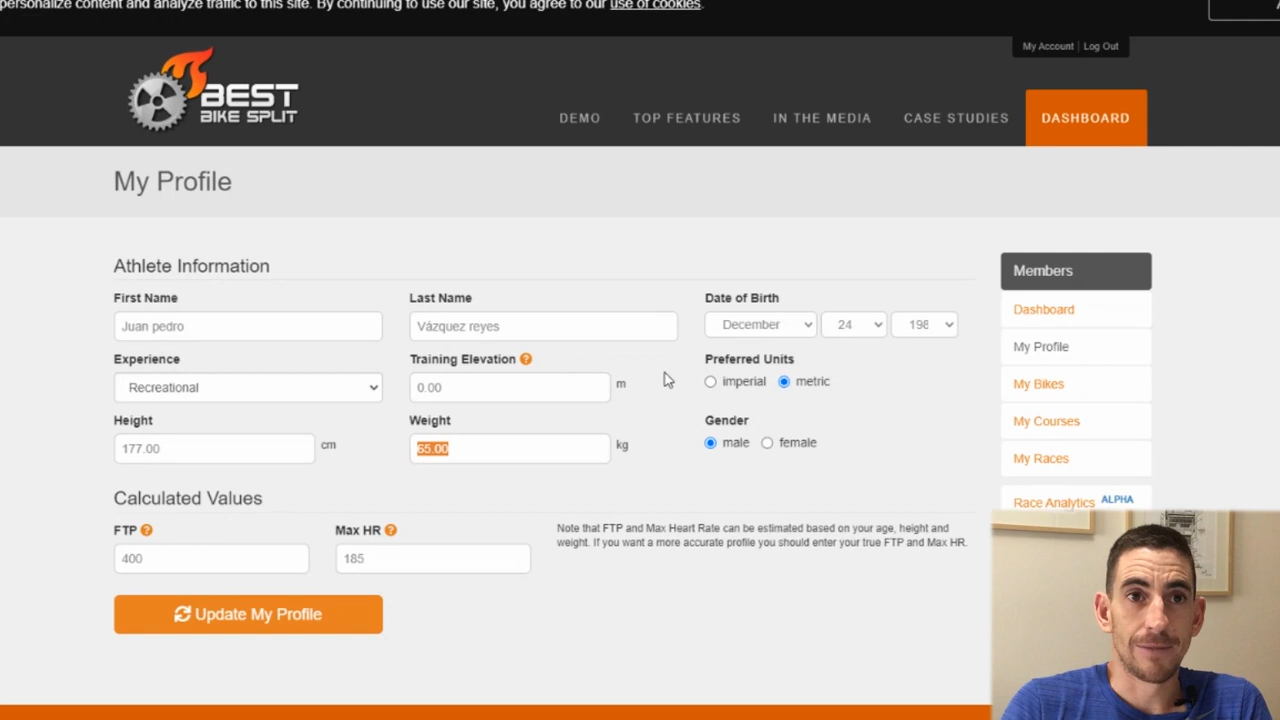 personalize content and analyze traffic to this site. By continuing to use our site, you agree to our use of cookies.
My Account | Log Out
BEST
BIKE SPLIT
DEMO TOP FEATURES IN THE MEDIA CASE STUDIES DASHBOARD
My Profile
Athlete Information
First Name Last Name Date of Birth
Juan pedro Vázquez reyes December 24 198
Experience Training Elevation ? Preferred Units
Recreational 0.00 m imperial metric
Height Weight Gender
177.00 cm 65.00 kg male female
Calculated Values
FTP ? Max HR ?
400 185
Note that FTP and Max Heart Rate can be estimated based on your age, height and
weight. If you want a more accurate profile you should enter your true FTP and Max HR.
Update My Profile
Members
Dashboard
My Profile
My Bikes
My Courses
My Races
Race Analytics ALPHA